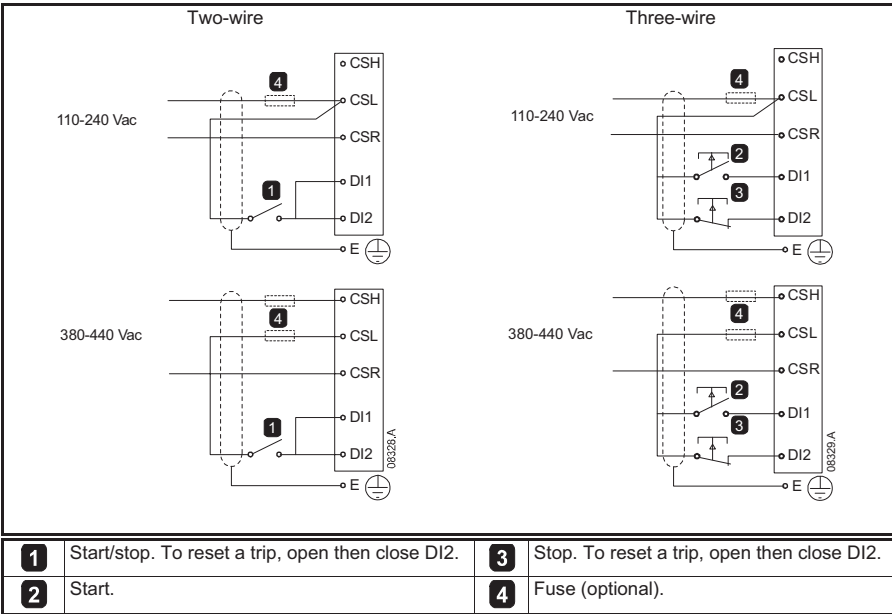 Two-wire
Three-wire
CSH
4
CSL
110-240 Vac
CSR
DI1
1
DI2
E
CSH
4
CSL
110-240 Vac
CSR
2
DI1
3
DI2
E
CSH
4
CSL
380-440 Vac
CSR
DI1
1
DI2
E
08328.A
CSH
4
CSL
380-440 Vac
CSR
2
DI1
3
DI2
E
08329.A
1 Start/stop. To reset a trip, open then close DI2.
3 Stop. To reset a trip, open then close DI2.
2 Start.
4 Fuse (optional).